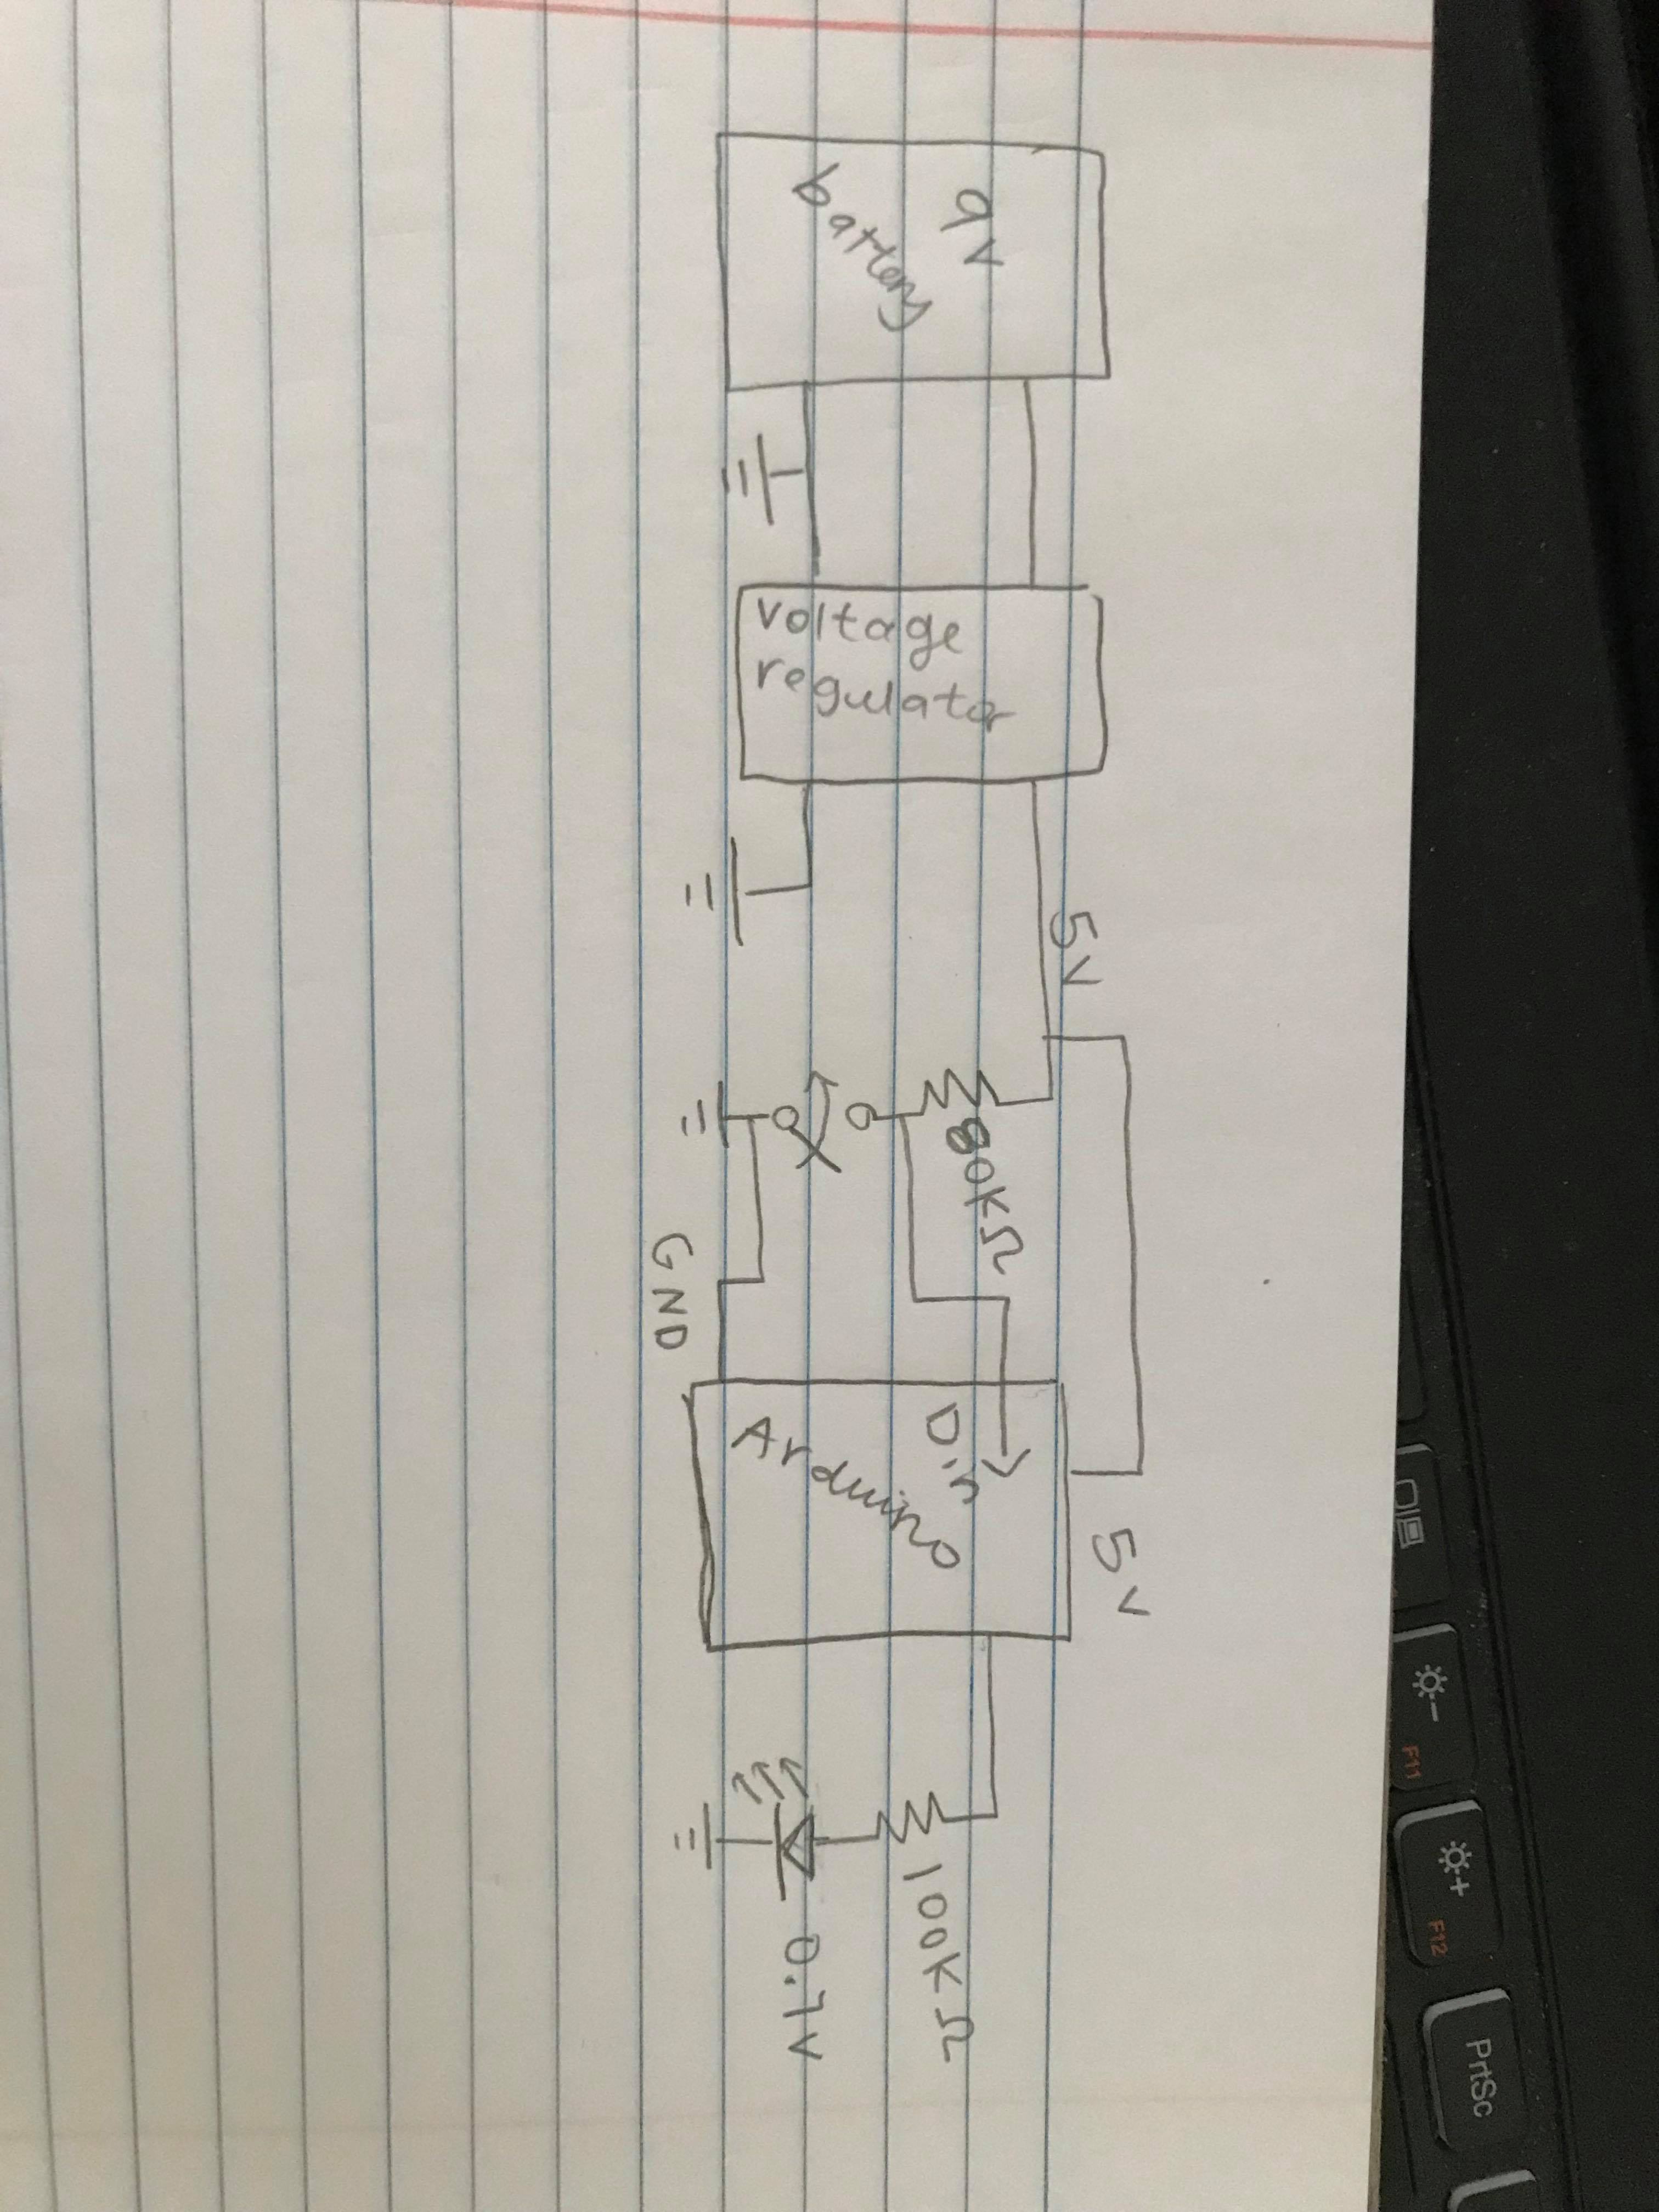 9V
battery
voltage
regulator
5V
80KΩ
GND
Din
Arduino
5V
100KΩ
0.7V
F11
F12
PrtSc